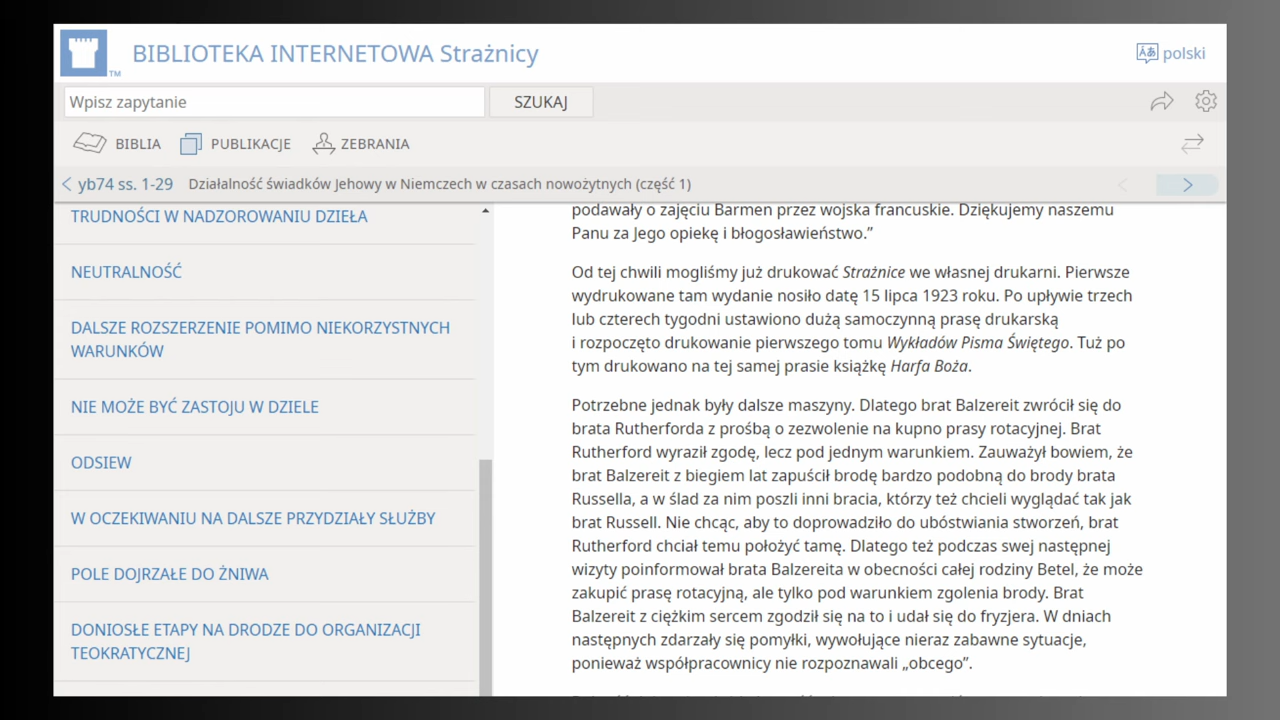 BIBLIOTEKA INTERNETOWA Strażnicy
TM
polski
Wpisz zapytanie
SZUKAJ
BIBLIA
PUBLIKACJE
ZEBRANIA
yb74 ss. 1-29
Działalność świadków Jehowy w Niemczech w czasach nowożytnych (część 1)
TRUDNOŚCI W NADZOROWANIU DZIEŁA
NEUTRALNOŚĆ
DALSZE ROZSZERZENIE POMIMO NIEKORZYSTNYCH
WARUNKÓW
NIE MOŻE BYĆ ZASTOJU W DZIELE
ODSIEW
W OCZEKIWANIU NA DALSZE PRZYDZIAŁY SŁUŻBY
POLE DOJRZAŁE DO ŻNIWA
DONIOSŁE ETAPY NA DRODZE DO ORGANIZACJI
TEOKRATYCZNEJ
podawały o zajęciu Barmen przez wojska francuskie. Dziękujemy naszemu
Panu za Jego opiekę i błogosławieństwo.”
Od tej chwili mogliśmy już drukować Strażnice we własnej drukarni. Pierwsze
wydrukowane tam wydanie nosiło datę 15 lipca 1923 roku. Po upływie trzech
lub czterech tygodni ustawiono dużą samoczynną prasę drukarską
i rozpoczęto drukowanie pierwszego tomu Wykładów Pisma Świętego. Tuż po
tym drukowano na tej samej prasie książkę Harfa Boża.
Potrzebne jednak były dalsze maszyny. Dlatego brat Balzereit zwrócił się do
brata Rutherforda z prośbą o zezwolenie na kupno prasy rotacyjnej. Brat
Rutherford wyraził zgodę, lecz pod jednym warunkiem. Zauważył bowiem, że
brat Balzereit z biegiem lat zapuścił brodę bardzo podobną do brody brata
Russella, a w ślad za nim poszli inni bracia, którzy też chcieli wyglądać tak jak
brat Russell. Nie chcąc, aby to doprowadziło do ubóstwiania stworzeń, brat
Rutherford chciał temu położyć tamę. Dlatego też podczas swej następnej
wizyty poinformował brata Balzereita w obecności całej rodziny Betel, że może
zakupić prasę rotacyjną, ale tylko pod warunkiem zgolenia brody. Brat
Balzereit z ciężkim sercem zgodził się na to i udał się do fryzjera. W dniach
następnych zdarzały się pomyłki, wywołujące nieraz zabawne sytuacje,
ponieważ współpracownicy nie rozpoznawali „obcego”.